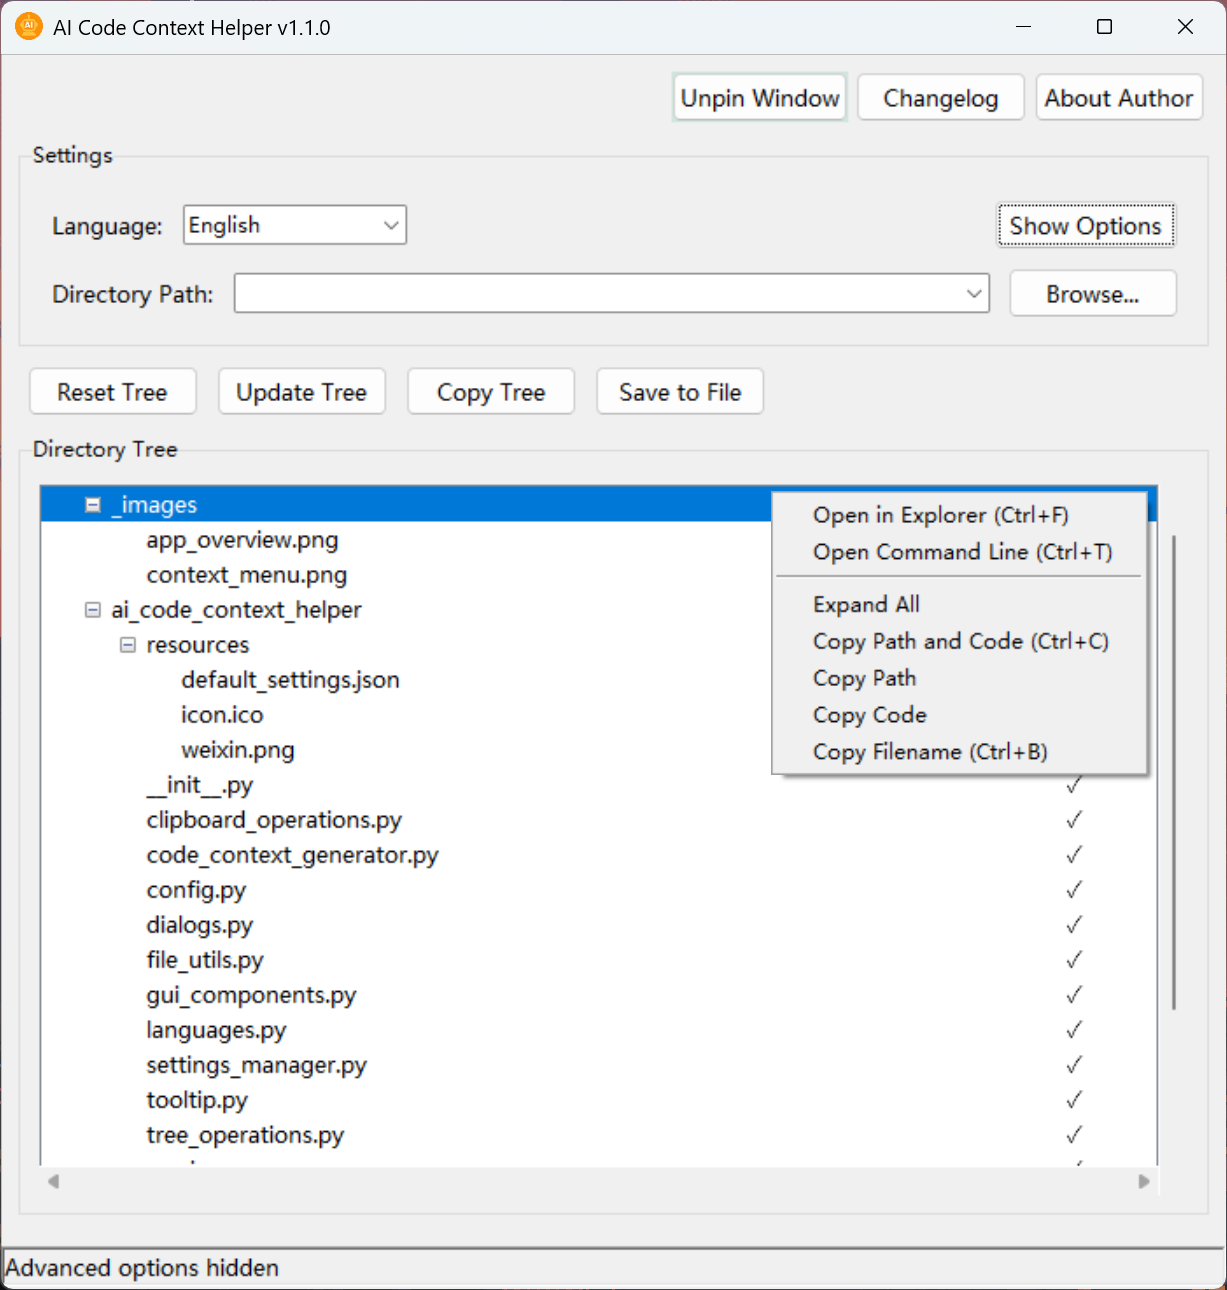 AI Code Context Helper v1.1.0
Unpin Window Changelog About Author
Settings
Language: English Show Options
Directory Path: Browse...
Reset Tree Update Tree Copy Tree Save to File
Directory Tree
_images
app_overview.png
context_menu.png
ai_code_context_helper
resources
default_settings.json
icon.ico
weixin.png
__init__.py ✓
clipboard_operations.py ✓
code_context_generator.py ✓
config.py ✓
dialogs.py ✓
file_utils.py ✓
gui_components.py ✓
languages.py ✓
settings_manager.py ✓
tooltip.py ✓
tree_operations.py ✓
Open in Explorer (Ctrl+F)
Open Command Line (Ctrl+T)
Expand All
Copy Path and Code (Ctrl+C)
Copy Path
Copy Code
Copy Filename (Ctrl+B)
Advanced options hidden